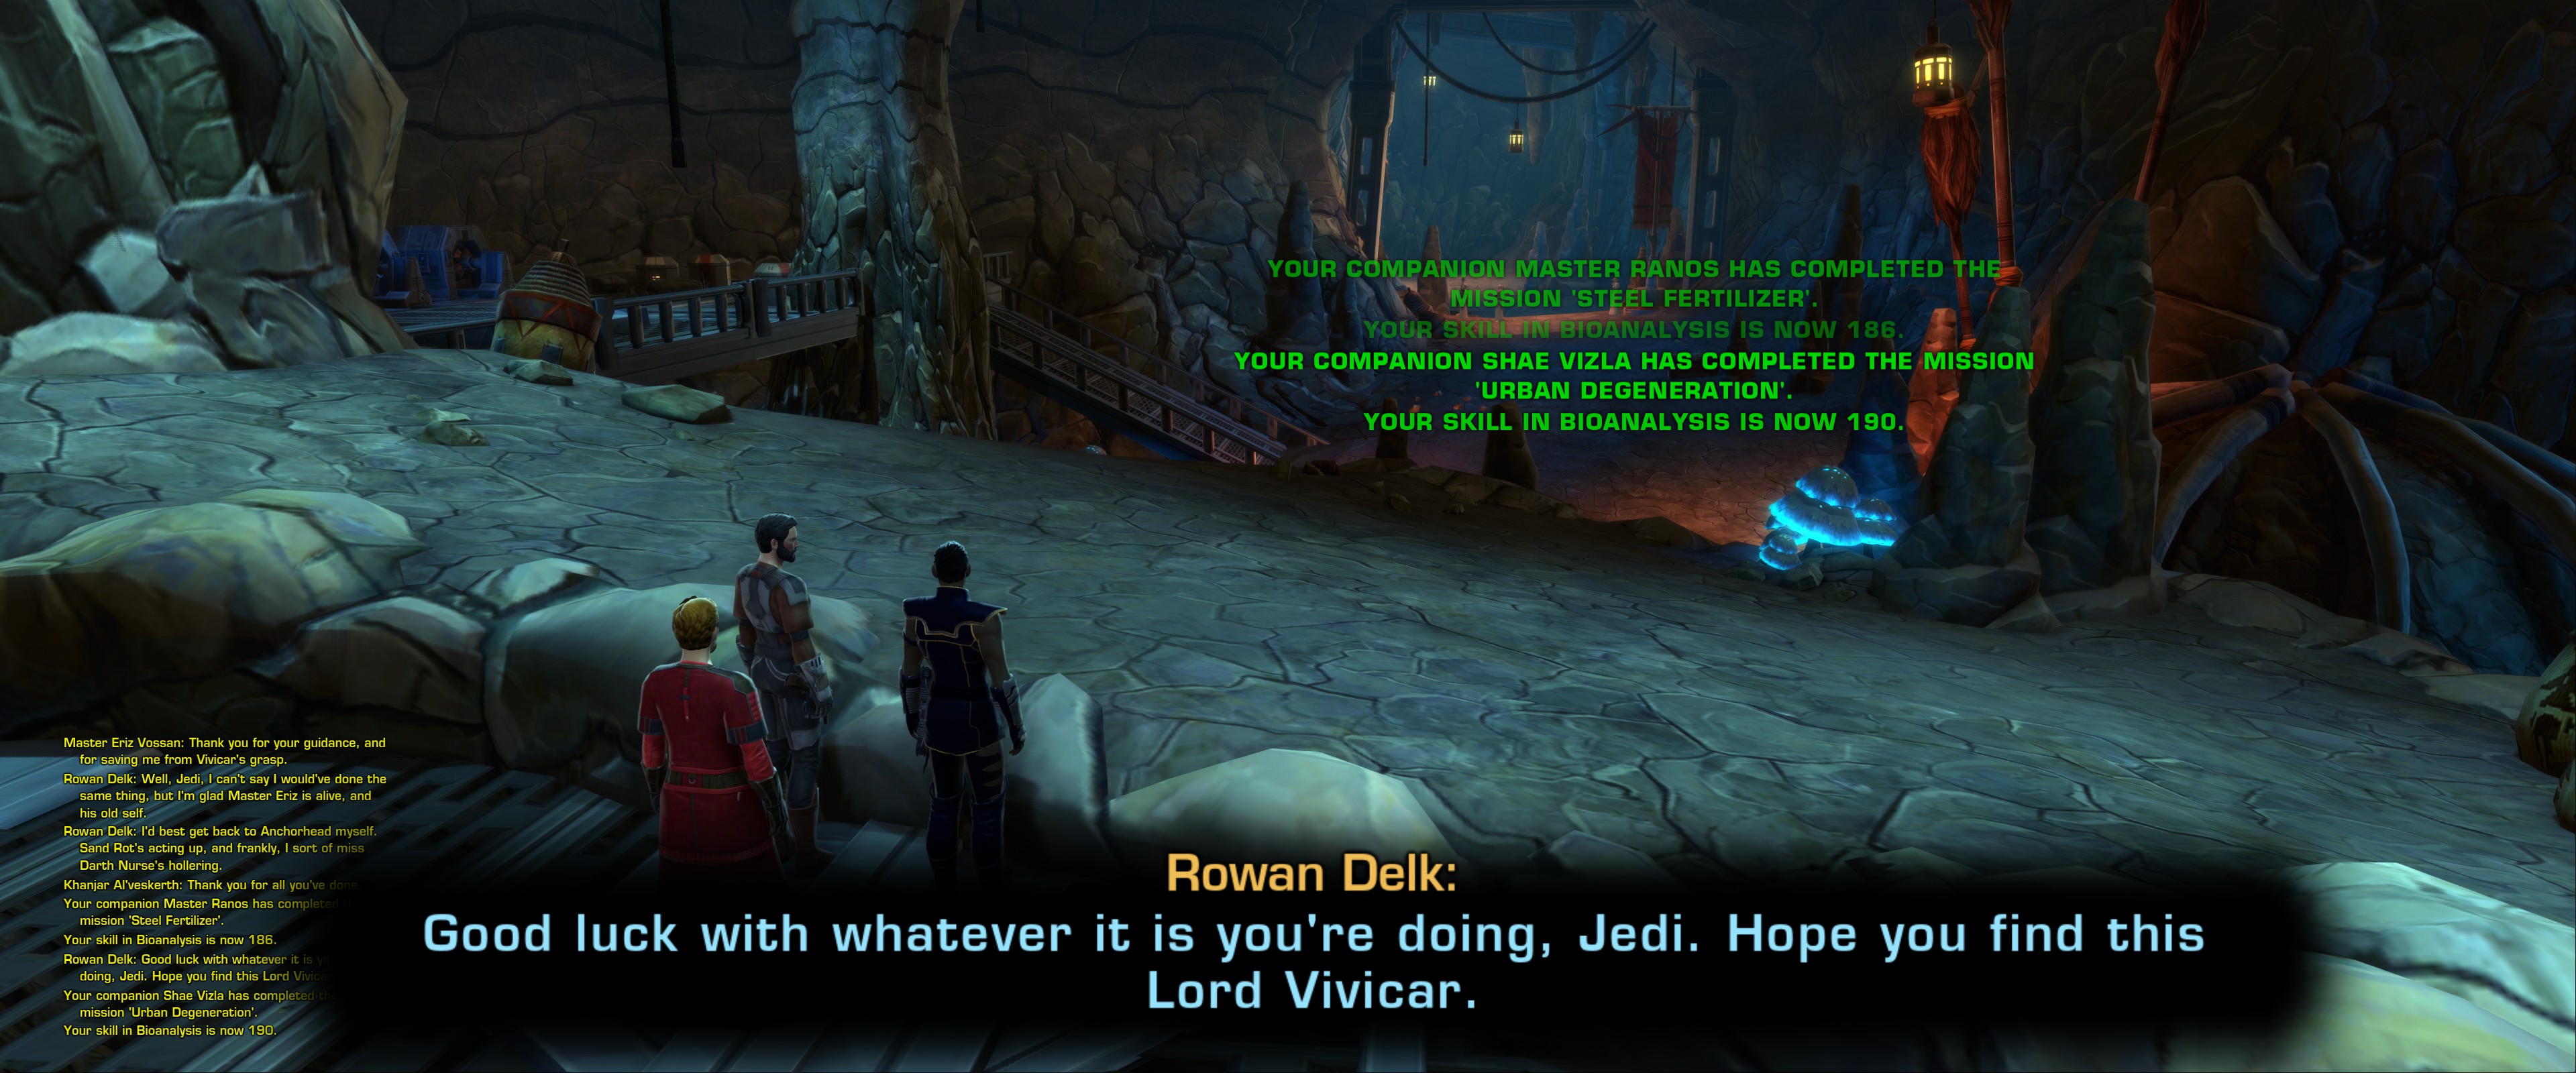 YOUR COMPANION MASTER RANOS HAS COMPLETED THE
MISSION 'STEEL FERTILIZER'.
YOUR SKILL IN BIOANALYSIS IS NOW 186.
YOUR COMPANION SHAE VIZLA HAS COMPLETED THE MISSION
'URBAN DEGENERATION'.
YOUR SKILL IN BIOANALYSIS IS NOW 190.
Master Eriz Vossan: Thank you for your guidance, and
for saving me from Vivicar's grasp.
Rowan Delk: Well, Jedi, I can't say I would've done the
same thing, but I'm glad Master Eriz is alive, and
his old self.
Rowan Delk: I'd best get back to Anchorhead myself.
Sand Rot's acting up, and frankly, I sort of miss
Darth Nurse's hollering.
Khanjar Al'veskerth: Thank you for all you've done.
Your companion Master Ranos has completed
mission 'Steel Fertilizer'.
Your skill in Bioanalysis is now 186.
Rowan Delk: Good luck with whatever it is
doing, Jedi. Hope you find this Lord
Your companion Shae Vizla has completed the
mission 'Urban Degeneration'.
Your skill in Bioanalysis is now 190.
Rowan Delk:
Good luck with whatever it is you're doing, Jedi. Hope you find this
Lord Vivicar.